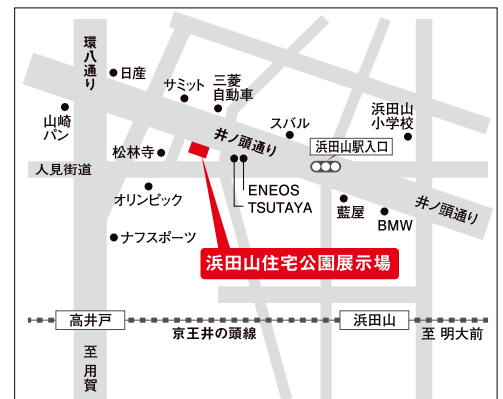 環八通り
日産
サミット
三菱
自動車
山崎
パン
スバル
浜田山
小学校
井ノ頭通り
浜田山駅入口
松林寺
人見街道
オリンピック
ENEOS
TSUTAYA
藍屋
BMW
井ノ頭通り
ナフスポーツ
浜田山住宅公園展示場
高井戸
京王井の頭線
浜田山
至 明大前
至 用賀